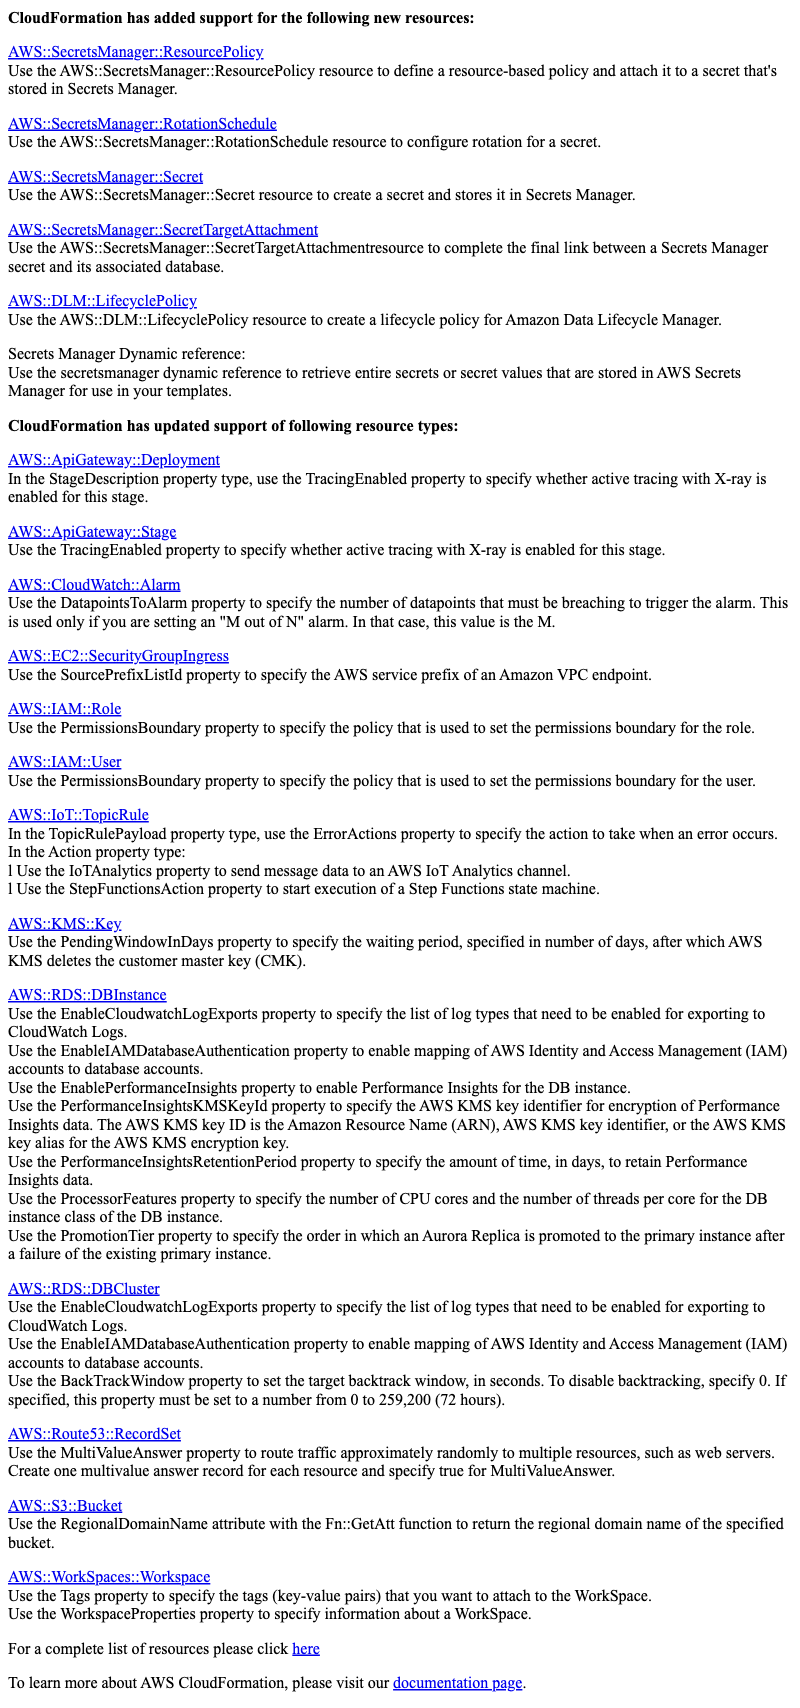 CloudFormation has added support for the following new resources:
AWS::SecretsManager::ResourcePolicy
Use the AWS::SecretsManager::ResourcePolicy resource to define a resource-based policy and attach it to a secret that's
stored in Secrets Manager.
AWS::SecretsManager::RotationSchedule
Use the AWS::SecretsManager::RotationSchedule resource to configure rotation for a secret.
AWS::SecretsManager::Secret
Use the AWS::SecretsManager::Secret resource to create a secret and stores it in Secrets Manager.
AWS::SecretsManager::SecretTargetAttachment
Use the AWS::SecretsManager::SecretTargetAttachmentresource to complete the final link between a Secrets Manager
secret and its associated database.
AWS::DLM::LifecyclePolicy
Use the AWS::DLM::LifecyclePolicy resource to create a lifecycle policy for Amazon Data Lifecycle Manager.
Secrets Manager Dynamic reference:
Use the secretsmanager dynamic reference to retrieve entire secrets or secret values that are stored in AWS Secrets
Manager for use in your templates.
CloudFormation has updated support of following resource types:
AWS::ApiGateway::Deployment
In the StageDescription property type, use the TracingEnabled property to specify whether active tracing with X-ray is
enabled for this stage.
AWS::ApiGateway::Stage
Use the TracingEnabled property to specify whether active tracing with X-ray is enabled for this stage.
AWS::CloudWatch::Alarm
Use the DatapointsToAlarm property to specify the number of datapoints that must be breaching to trigger the alarm. This
is used only if you are setting an "M out of N" alarm. In that case, this value is the M.
AWS::EC2::SecurityGroupIngress
Use the SourcePrefixListId property to specify the AWS service prefix of an Amazon VPC endpoint.
AWS::IAM::Role
Use the PermissionsBoundary property to specify the policy that is used to set the permissions boundary for the role.
AWS::IAM::User
Use the PermissionsBoundary property to specify the policy that is used to set the permissions boundary for the user.
AWS::IoT::TopicRule
In the TopicRulePayload property type, use the ErrorActions property to specify the action to take when an error occurs.
In the Action property type:
l Use the IoTAnalytics property to send message data to an AWS IoT Analytics channel.
l Use the StepFunctionsAction property to start execution of a Step Functions state machine.
AWS::KMS::Key
Use the PendingWindowInDays property to specify the waiting period, specified in number of days, after which AWS
KMS deletes the customer master key (CMK).
AWS::RDS::DBInstance
Use the EnableCloudwatchLogExports property to specify the list of log types that need to be enabled for exporting to
CloudWatch Logs.
Use the EnableIAMDatabaseAuthentication property to enable mapping of AWS Identity and Access Management (IAM)
accounts to database accounts.
Use the EnablePerformanceInsights property to enable Performance Insights for the DB instance.
Use the PerformanceInsightsKMSKeyId property to specify the AWS KMS key identifier for encryption of Performance
Insights data. The AWS KMS key ID is the Amazon Resource Name (ARN), AWS KMS key identifier, or the AWS KMS
key alias for the AWS KMS encryption key.
Use the PerformanceInsightsRetentionPeriod property to specify the amount of time, in days, to retain Performance
Insights data.
Use the ProcessorFeatures property to specify the number of CPU cores and the number of threads per core for the DB
instance class of the DB instance.
Use the PromotionTier property to specify the order in which an Aurora Replica is promoted to the primary instance after
a failure of the existing primary instance.
AWS::RDS::DBCluster
Use the EnableCloudwatchLogExports property to specify the list of log types that need to be enabled for exporting to
CloudWatch Logs.
Use the EnableIAMDatabaseAuthentication property to enable mapping of AWS Identity and Access Management (IAM)
accounts to database accounts.
Use the BackTrackWindow property to set the target backtrack window, in seconds. To disable backtracking, specify 0. If
specified, this property must be set to a number from 0 to 259,200 (72 hours).
AWS::Route53::RecordSet
Use the MultiValueAnswer property to route traffic approximately randomly to multiple resources, such as web servers.
Create one multivalue answer record for each resource and specify true for MultiValueAnswer.
AWS::S3::Bucket
Use the RegionalDomainName attribute with the Fn::GetAtt function to return the regional domain name of the specified
bucket.
AWS::WorkSpaces::Workspace
Use the Tags property to specify the tags (key-value pairs) that you want to attach to the WorkSpace.
Use the WorkspaceProperties property to specify information about a WorkSpace.
For a complete list of resources please click here
To learn more about AWS CloudFormation, please visit our documentation page.